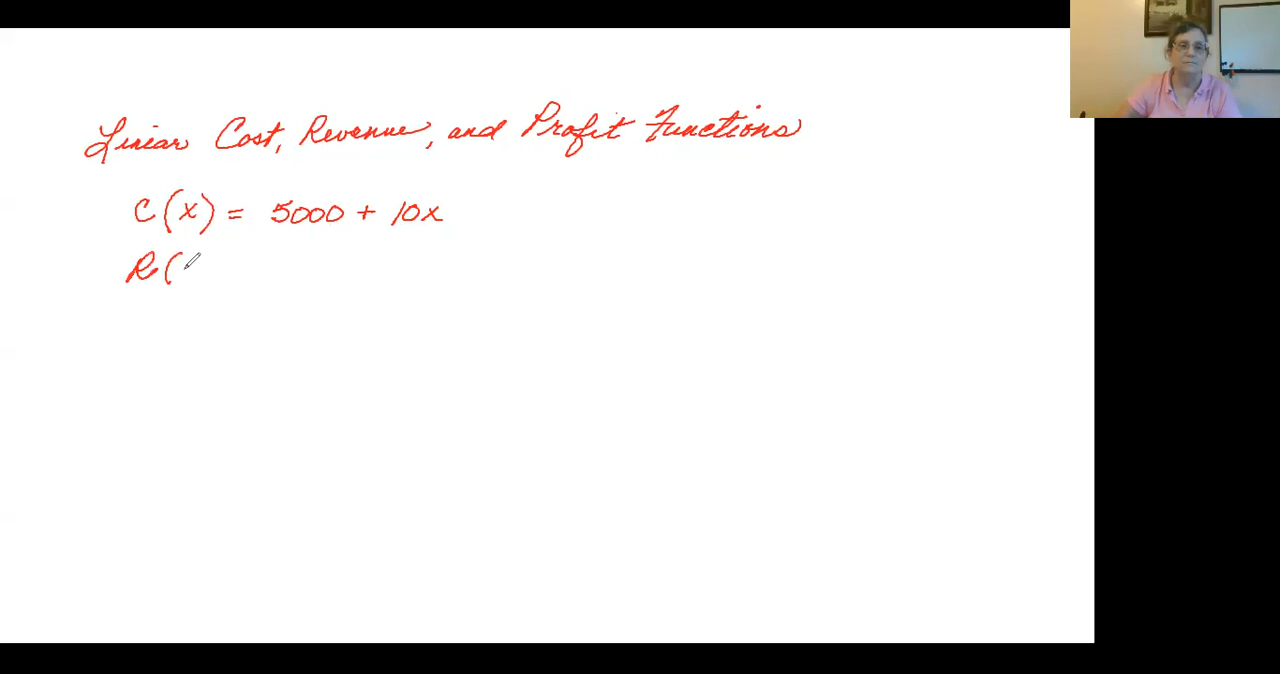 Linear Cost, Revenue, and Profit Functions
C(x) = 5000 + 10x
R(